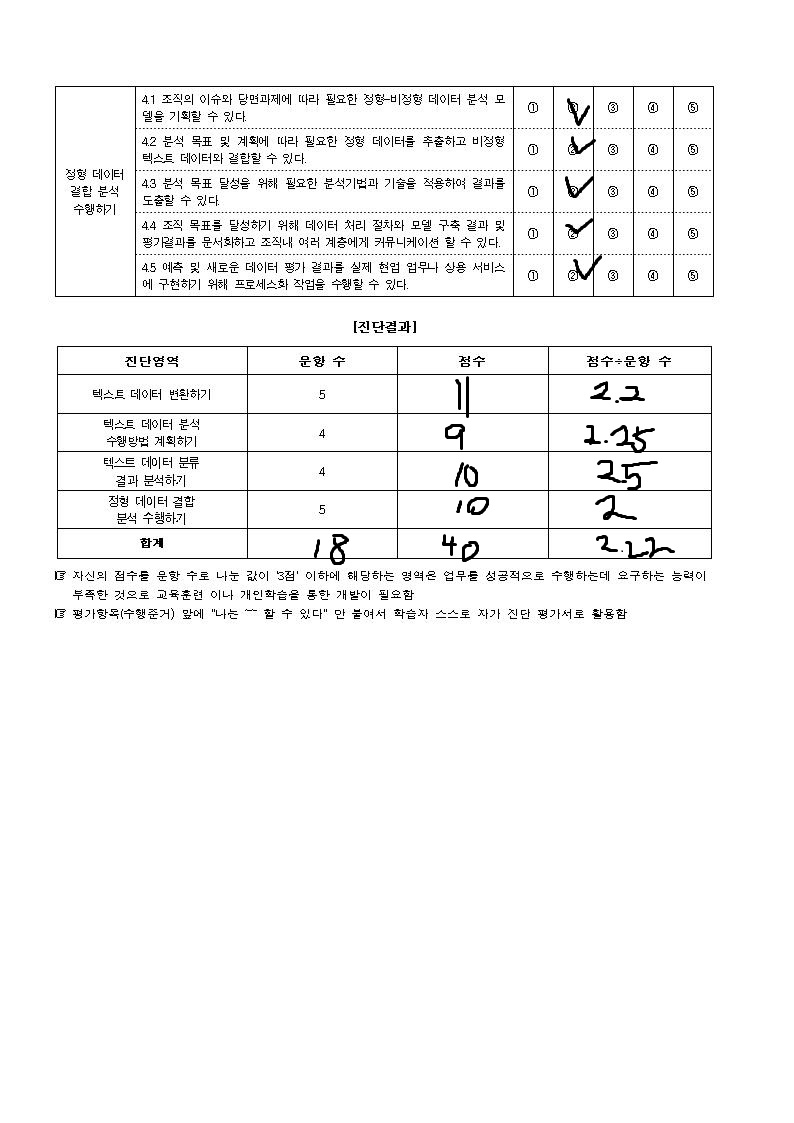 4.1 조직의 이슈와 당면과제에 따라 필요한 정형-비정형 데이터 분석 모
델을 기획할 수 있다.
① ③ ④ ⑤
4.2 분석 목표 및 계획에 따라 필요한 정형 데이터를 추출하고 비정형
텍스트 데이터와 결합할 수 있다.
① ② ③ ④ ⑤
정형 데이터
결합 분석
수행하기
4.3 분석 목표 달성을 위해 필요한 분석기법과 기술을 적용하여 결과를
도출할 수 있다.
① ② ③ ④ ⑤
4.4 조직 목표를 달성하기 위해 데이터 처리 절차와 모델 구축 결과 및
평가결과를 문서화하고 조직내 여러 계층에게 커뮤니케이션 할 수 있다.
① ② ③ ④ ⑤
4.5 예측 및 새로운 데이터 평가 결과를 실제 현업 업무나 상용 서비스
에 구현하기 위해 프로세스화 작업을 수행할 수 있다.
① ② ③ ④ ⑤
[진단결과]
진단영역 문항 수 점수 점수÷문항 수
텍스트 데이터 변환하기 5 11 2.2
텍스트 데이터 분석
수행방법 계획하기 4 9 2.25
텍스트 데이터 분류
결과 분석하기 4 10 2.5
정형 데이터 결합
분석 수행하기 5 10 2
합계 18 40 2.22
☞ 자신의 점수를 문항 수로 나눈 값이 '3점' 이하에 해당하는 영역은 업무를 성공적으로 수행하는데 요구하는 능력이
부족한 것으로 교육훈련 이나 개인학습을 통한 개발이 필요함
☞ 평가항목(수행준거) 앞에 "나는 ~~ 할 수 있다" 만 붙여서 학습자 스스로 자가 진단 평가서로 활용함